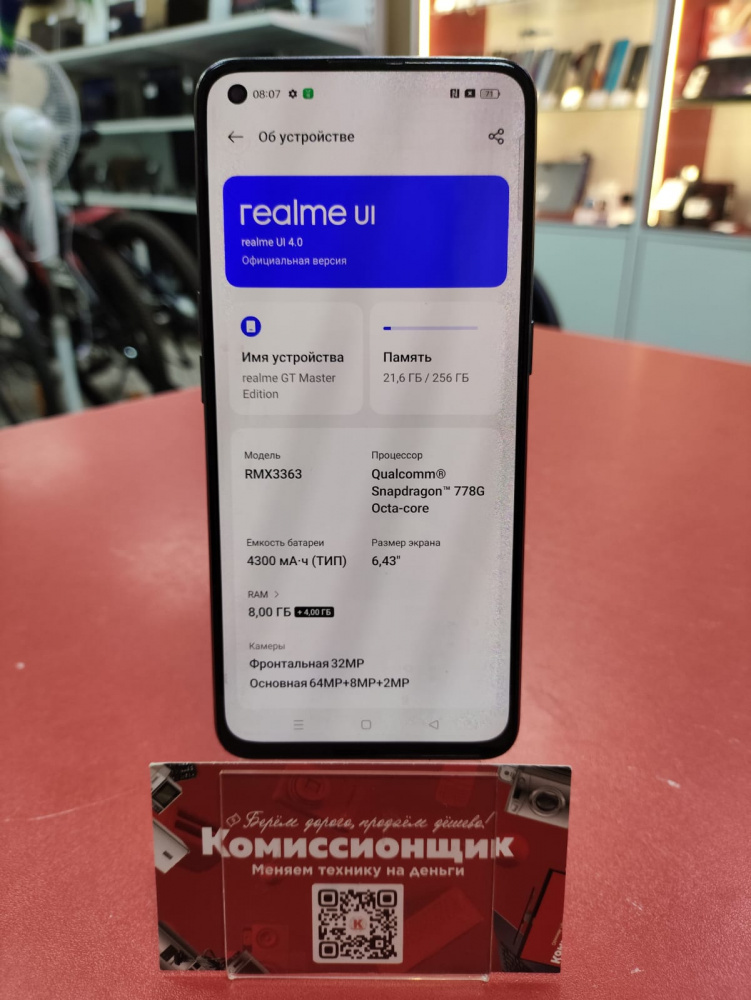 08:07
71
Об устройстве
realme UI
realme UI 4.0
Официальная версия
Имя устройства
realme GT Master
Edition
Память
21,6 ГБ / 256 ГБ
Модель
RMX3363
Процессор
Qualcomm®
Snapdragon™ 778G
Octa-core
Емкость батареи
4300 мА·ч (ТИП)
Размер экрана
6,43"
RAM >
8,00 ГБ + 4,00 ГБ
Камеры
Фронтальная 32MP
Основная 64MP+8MP+2MP
Берём дорого, продаём дёшево!
Комиссионщик
Меняем технику на деньги
К